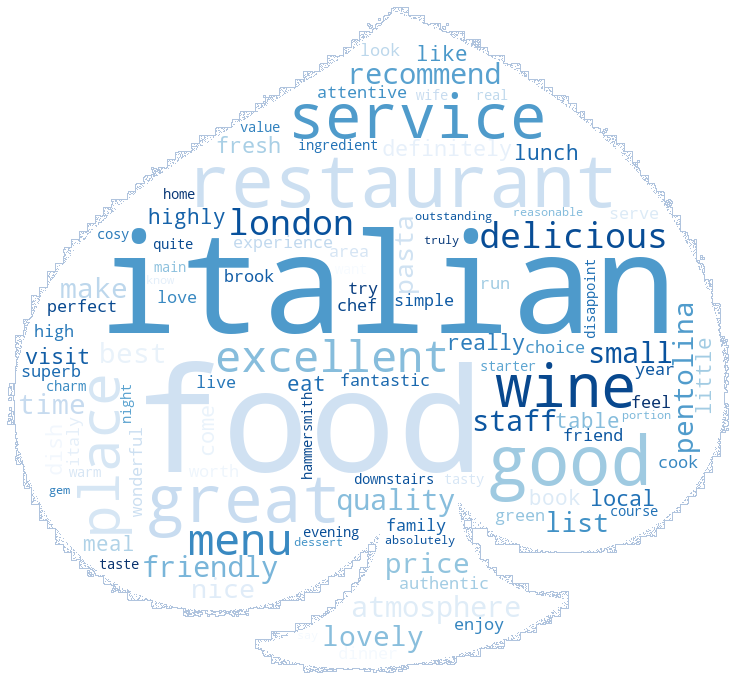 look
like
recommend
attentive
wife
real
service
value
fresh
ingredient
definitely
lunch
restaurant
home
highly
london
outstanding
reasonable
serve
cosy
quite
experience
pasta
truly
delicious
italian
main
area
know
brook
try
run
disappoint
make
love
chef
simple
perfect
high
excellent
really
choice
small
pentolina
little
visit
best
superb
charm
live
eat
fantastic
starter
wine
year
feel
time
place
night
food
hammersmith
staff
table
portion
friend
dish
italy
come
good
cook
warm
wonderful
worth
downstairs
tasty
gem
great
quality
book
local
menu
evening
family
green
list
course
meal
dessert
absolutely
taste
friendly
price
nice
authentic
atmosphere
lovely
enjoy
dinner